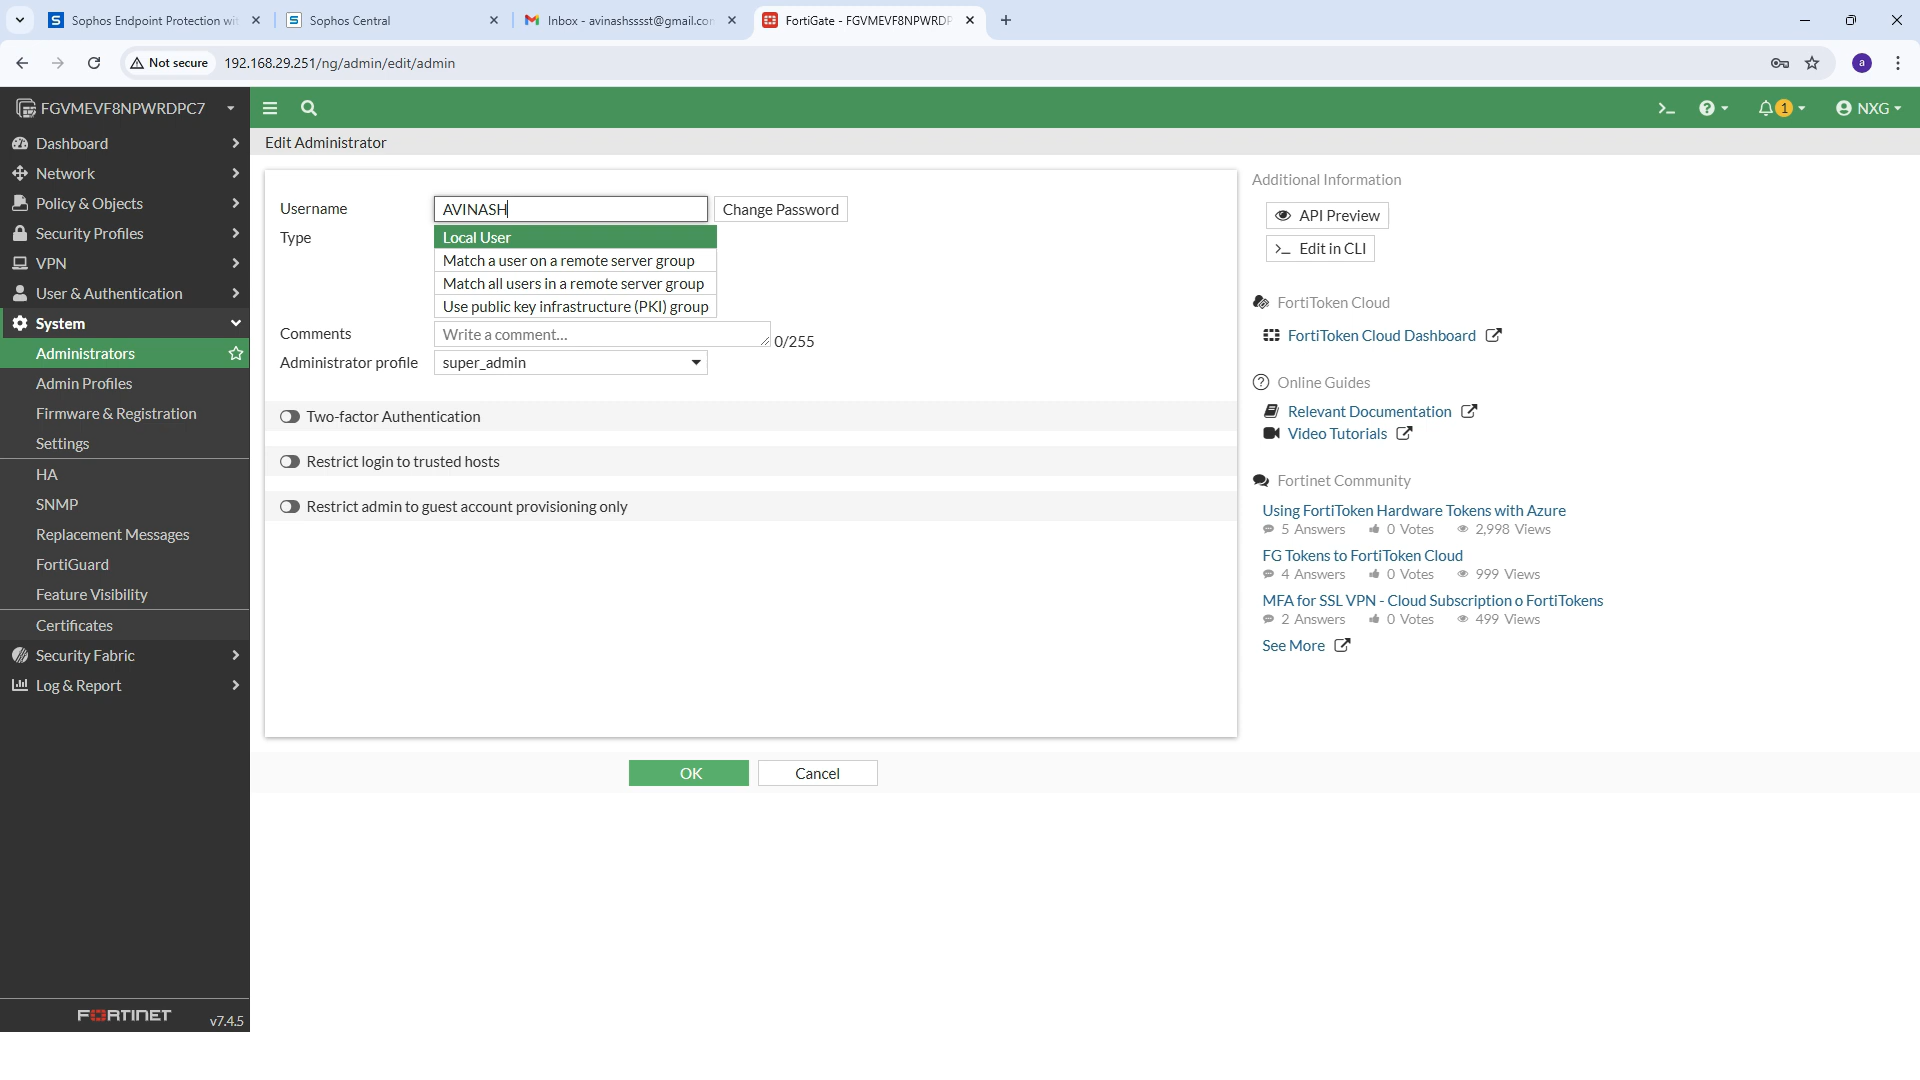 Sophos Endpoint Protection wit
Sophos Central
Inbox - avinashsssst@gmail.con
FortiGate - FGVMEVF8NPWRDP
Not secure
192.168.29.251/ng/admin/edit/admin
a
FGVMEVF8NPWRDPC7
1
NXG
Dashboard
Network
Policy & Objects
Security Profiles
VPN
User & Authentication
System
Administrators
Admin Profiles
Firmware & Registration
Settings
HA
SNMP
Replacement Messages
FortiGuard
Feature Visibility
Certificates
Security Fabric
Log & Report
FORTINET
v7.4.5
Edit Administrator
Username
AVINASH
Change Password
Type
Local User
Match a user on a remote server group
Match all users in a remote server group
Use public key infrastructure (PKI) group
Comments
Write a comment...
0/255
Administrator profile
super_admin
Two-factor Authentication
Restrict login to trusted hosts
Restrict admin to guest account provisioning only
OK
Cancel
Additional Information
API Preview
>_ Edit in CLI
FortiToken Cloud
FortiToken Cloud Dashboard
Online Guides
Relevant Documentation
Video Tutorials
Fortinet Community
Using FortiToken Hardware Tokens with Azure
5 Answers 0 Votes 2,998 Views
FG Tokens to FortiToken Cloud
4 Answers 0 Votes 999 Views
MFA for SSL VPN - Cloud Subscription o FortiTokens
2 Answers 0 Votes 499 Views
See More